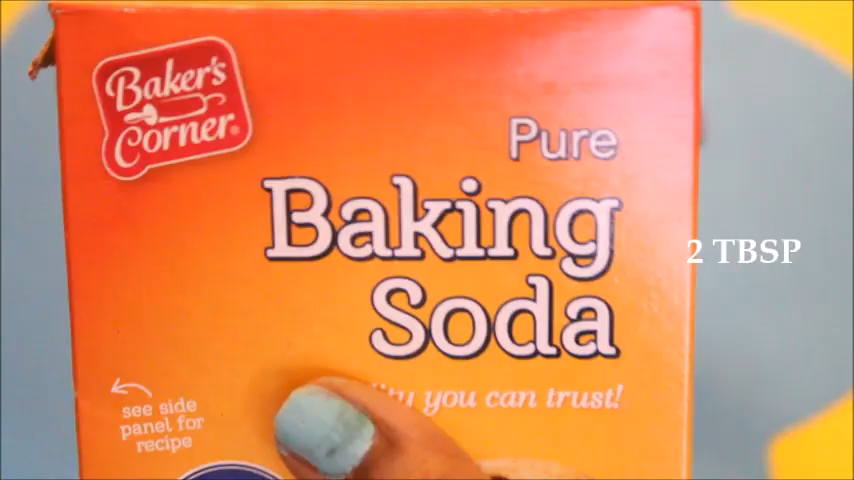 Baker's
Corner
Pure
Baking
Soda
2 TBSP
you can trust!
see side
panel for
recipe